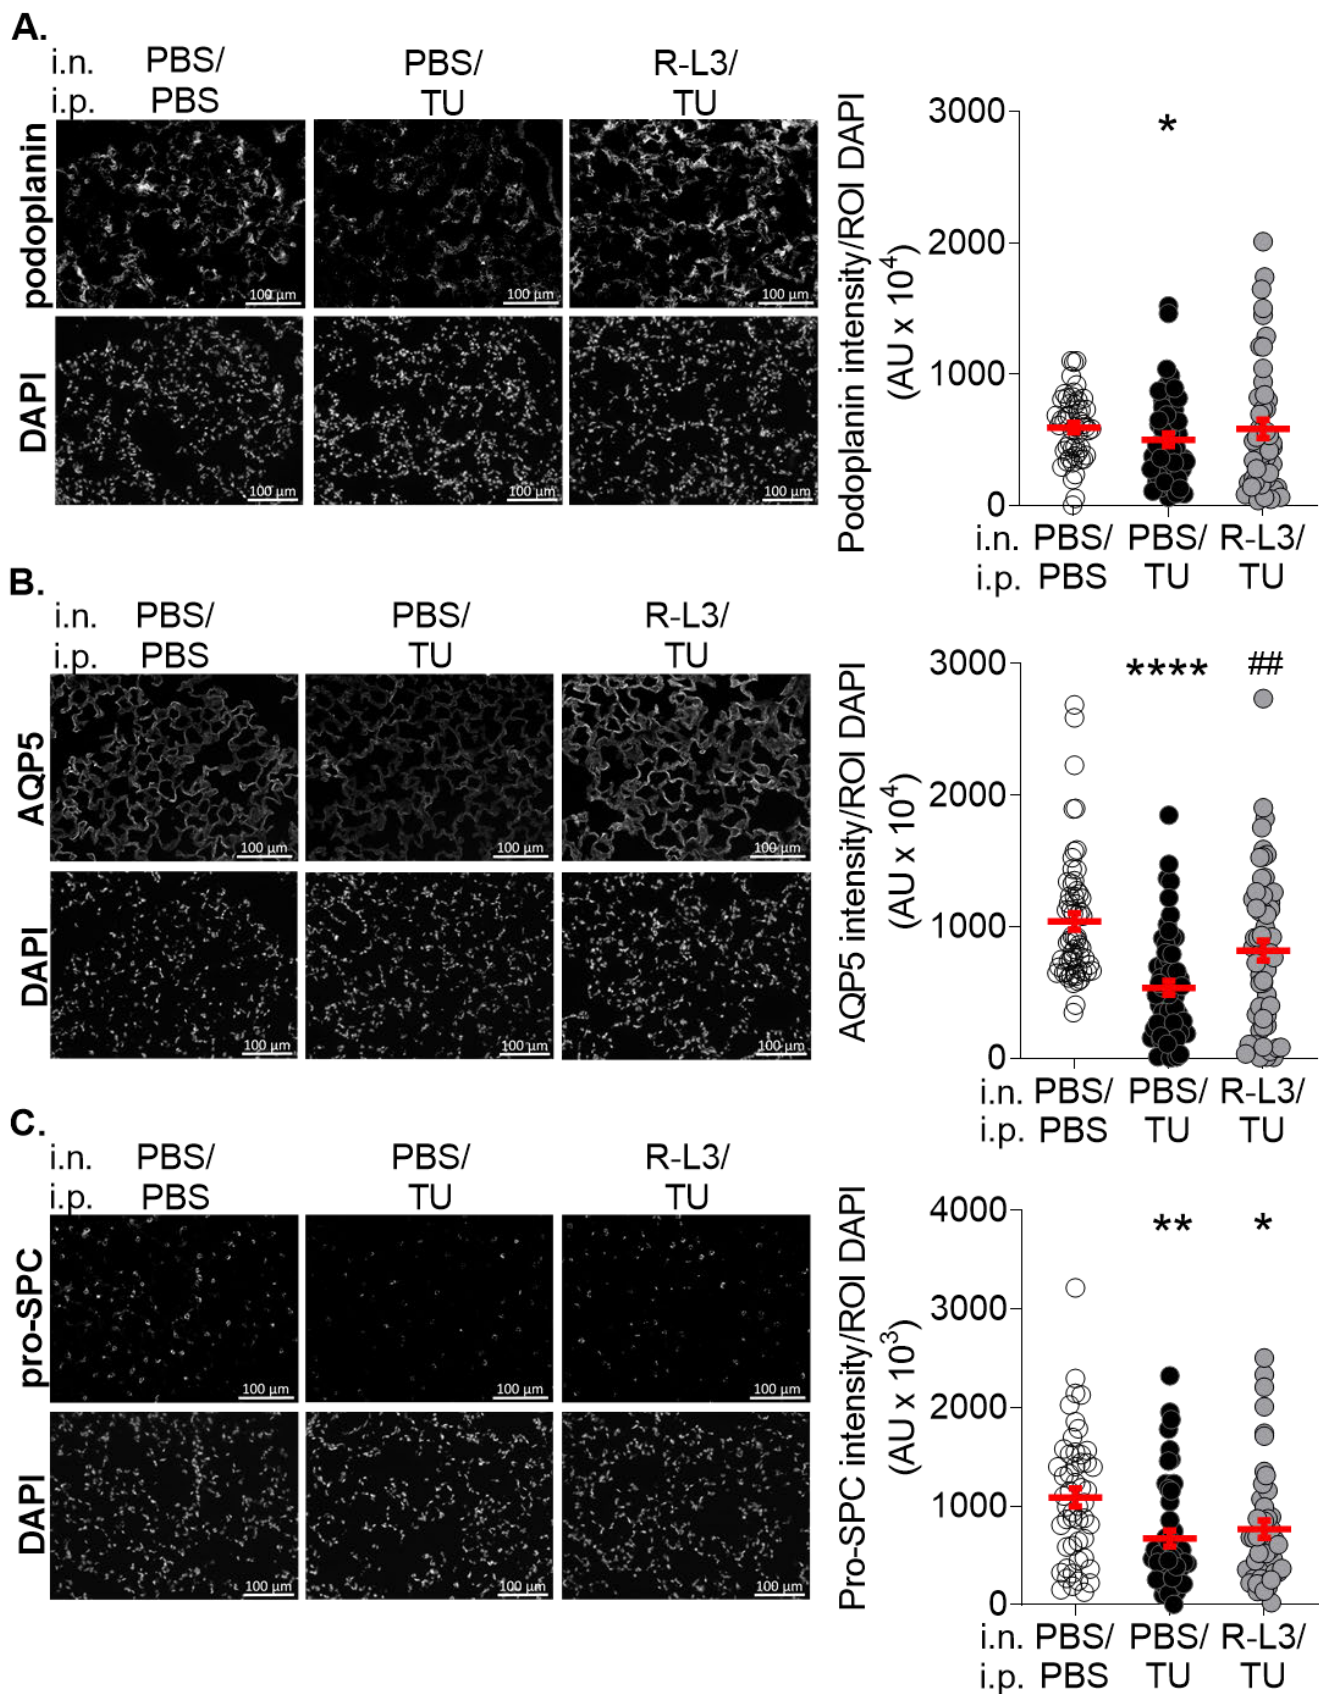 A.
i.n. PBS/ PBS/ R-L3/
i.p. PBS TU TU
podoplanin
100 µm 100 µm 100 µm
DAPI
100 µm 100 µm 100 µm
Podoplanin intensity/ROI DAPI
(AU x 10⁴)
3000
*
2000
1000
0
i.n. PBS/ PBS/ R-L3/
i.p. PBS TU TU
B.
i.n. PBS/ PBS/ R-L3/
i.p. PBS TU TU
AQP5
100 µm 100 µm 100 µm
DAPI
100 µm 100 µm 100 µm
AQP5 intensity/ROI DAPI
(AU x 10⁴)
3000
**** ##
2000
1000
0
i.n. PBS/ PBS/ R-L3/
i.p. PBS TU TU
C.
i.n. PBS/ PBS/ R-L3/
i.p. PBS TU TU
pro-SPC
100 µm 100 µm 100 µm
DAPI
100 µm 100 µm 100 µm
Pro-SPC intensity/ROI DAPI
(AU x 10³)
4000
** *
3000
2000
1000
0
i.n. PBS/ PBS/ R-L3/
i.p. PBS TU TU